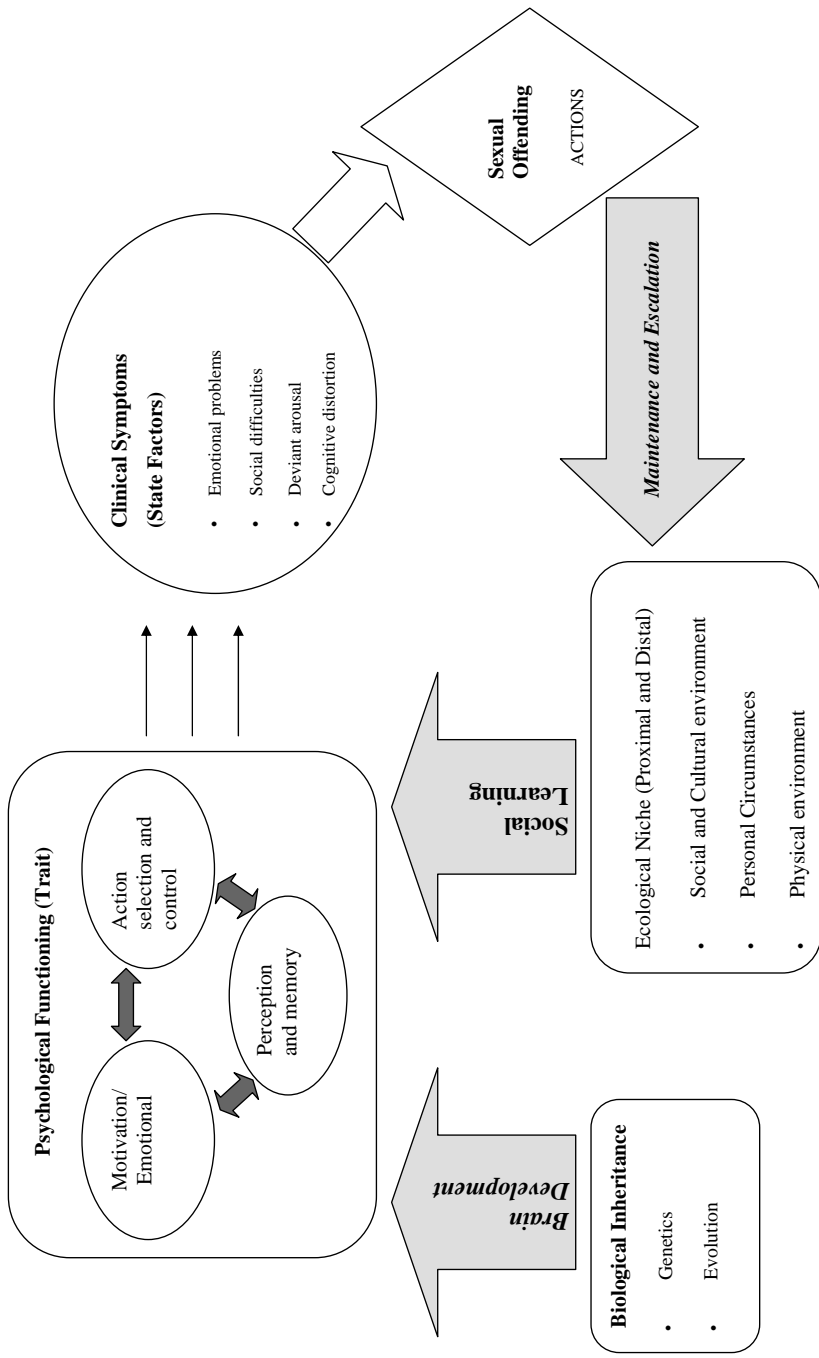 Psychological Functioning (Trait)
Motivation/
Emotional
Action
selection and
control
Perception
and memory
Clinical Symptoms
(State Factors)
• Emotional problems
• Social difficulties
• Deviant arousal
• Cognitive distortion
Sexual
Offending
ACTIONS
Brain
Development
Social
Learning
Maintenance and Escalation
Biological Inheritance
• Genetics
• Evolution
Ecological Niche (Proximal and Distal)
• Social and Cultural environment
• Personal Circumstances
• Physical environment